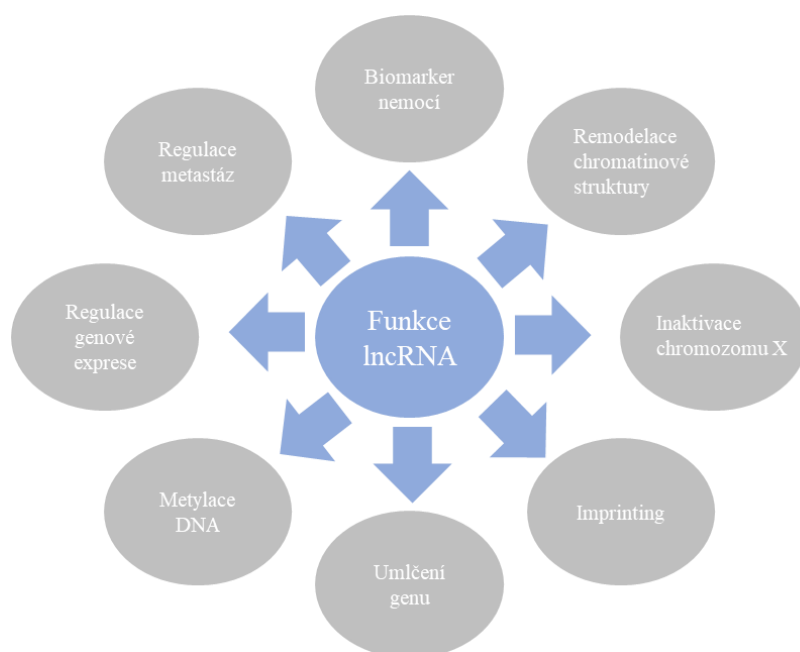 Biomarker
nemocí
Regulace
metastáz
Remodelace
chromatinové
struktury
Regulace
genové
exprese
Funkce
lncRNA
Inaktivace
chromozomu X
Metylace
DNA
Imprinting
Umlčení
genu